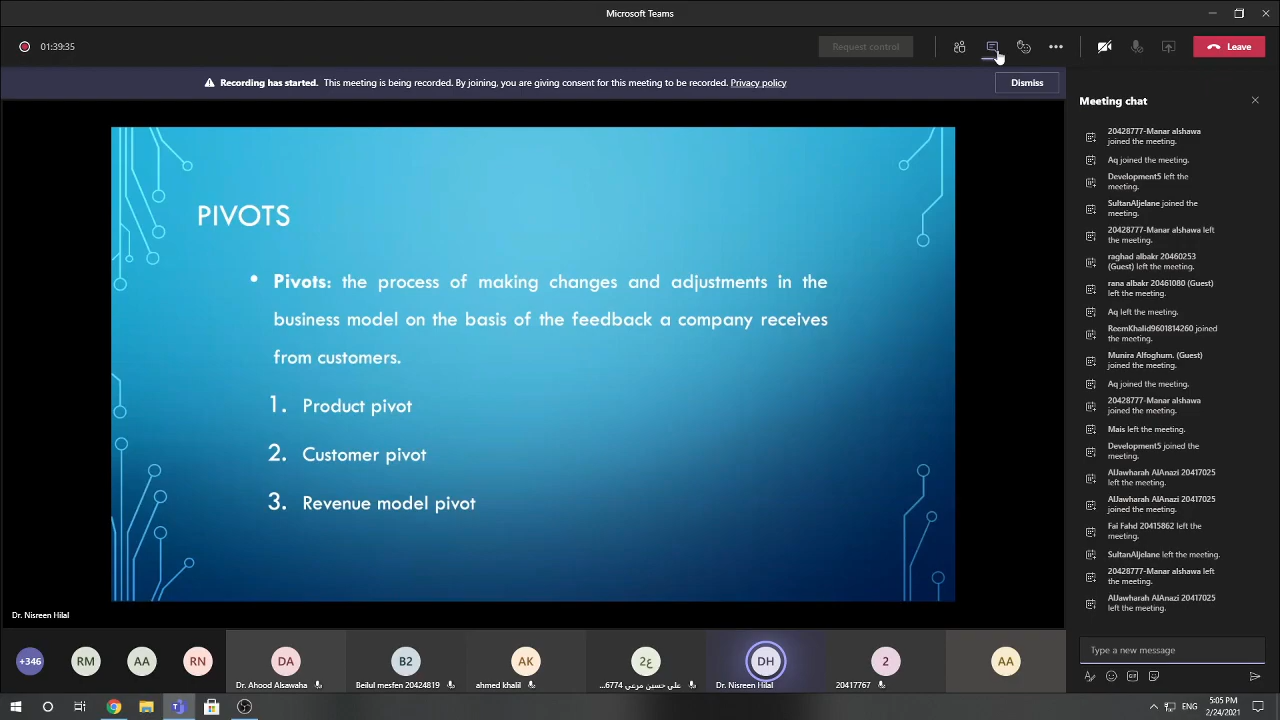 Microsoft Teams
01:39:35
Request control
Leave
Recording has started. This meeting is being recorded. By joining, you are giving consent for this meeting to be recorded. Privacy policy
Dismiss
PIVOTS
• Pivots: the process of making changes and adjustments in the
business model on the basis of the feedback a company receives
from customers.
1. Product pivot
2. Customer pivot
3. Revenue model pivot
Dr. Nisreen Hilal
Meeting chat
20428777-Manar alshawa
joined the meeting.
Aq joined the meeting.
Development5 left the
meeting.
SultanAljelane joined the
meeting.
20428777-Manar alshawa left
the meeting.
raghad albakr 20460253
(Guest) left the meeting.
rana albakr 20461080 (Guest)
left the meeting.
Aq left the meeting.
ReemKhalid9601814260 joined
the meeting.
Munira Alfoghum. (Guest)
joined the meeting.
Aq joined the meeting.
20428777-Manar alshawa
joined the meeting.
Mais left the meeting.
Development5 joined the
meeting.
AlJawharah AlAnazi 20417025
left the meeting.
AlJawharah AlAnazi 20417025
joined the meeting.
Fai Fahd 20415862 left the
meeting.
SultanAljelane left the meeting.
20428777-Manar alshawa left
the meeting.
AlJawharah AlAnazi 20417025
left the meeting.
Type a new message
+346
RM
AA
RN
DA
Dr. Ahood Alsawaha
B2
Beilul mesfen 20424819
AK
ahmed khalil
ع2
علي حسين مرعي 6774...
DH
Dr. Nisreen Hilal
2
20417767
AA
ENG
5:05 PM
2/24/2021